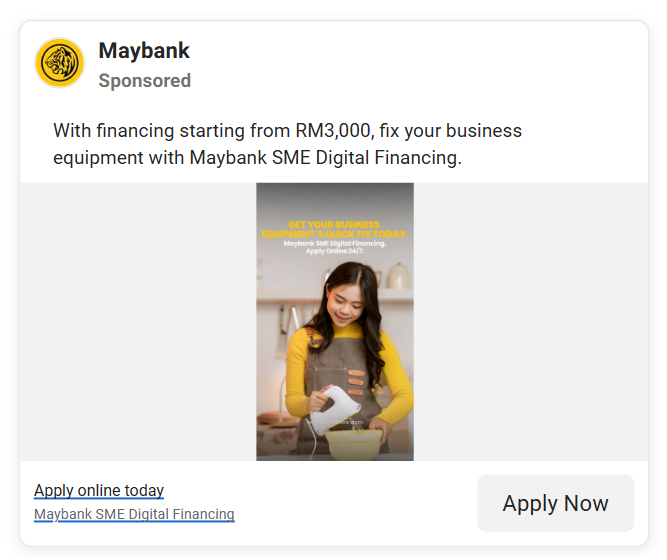 Maybank
Sponsored
With financing starting from RM3,000, fix your business
equipment with Maybank SME Digital Financing.
GET YOUR BUSINESS
EQUIPMENT'S QUICK FIX TODAY.
Maybank SME Digital Financing.
Apply Online 24/7.
apply.
Apply online today
Maybank SME Digital Financing
Apply Now